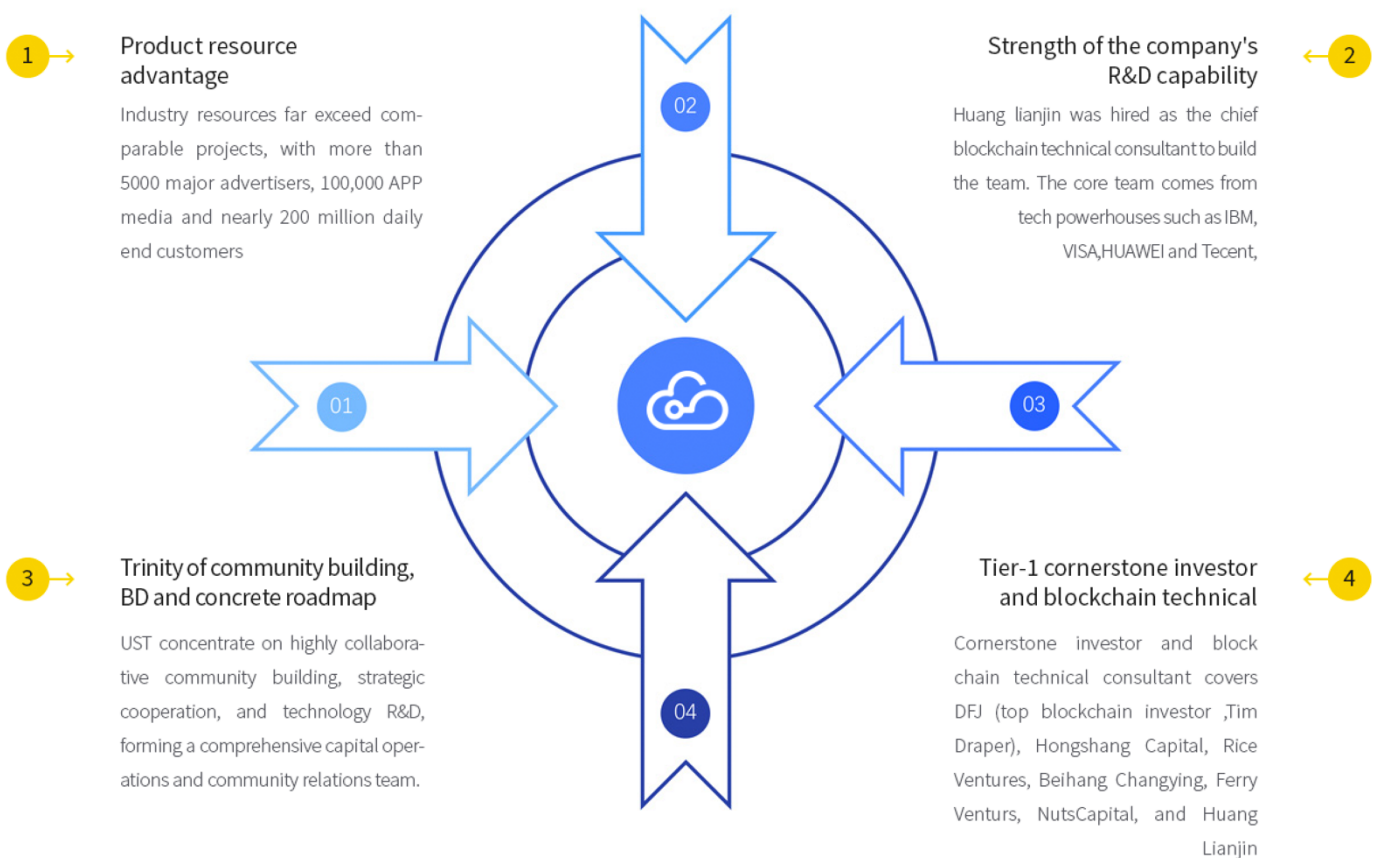 1
Product resource
advantage
Industry resources far exceed com-
parable projects, with more than
5000 major advertisers, 100,000 APP
media and nearly 200 million daily
end customers
2
Strength of the company's
R&D capability
Huang lianjin was hired as the chief
blockchain technical consultant to build
the team. The core team comes from
tech powerhouses such as IBM,
VISA,HUAWEI and Tecent,
02
01
03
04
3
Trinity of community building,
BD and concrete roadmap
UST concentrate on highly collabora-
tive community building, strategic
cooperation, and technology R&D,
forming a comprehensive capital oper-
ations and community relations team.
4
Tier-1 cornerstone investor
and blockchain technical
Cornerstone investor and block
chain technical consultant covers
DFJ (top blockchain investor ,Tim
Draper), Hongshang Capital, Rice
Ventures, Beihang Changying, Ferry
Venturs, NutsCapital, and Huang
Lianjin